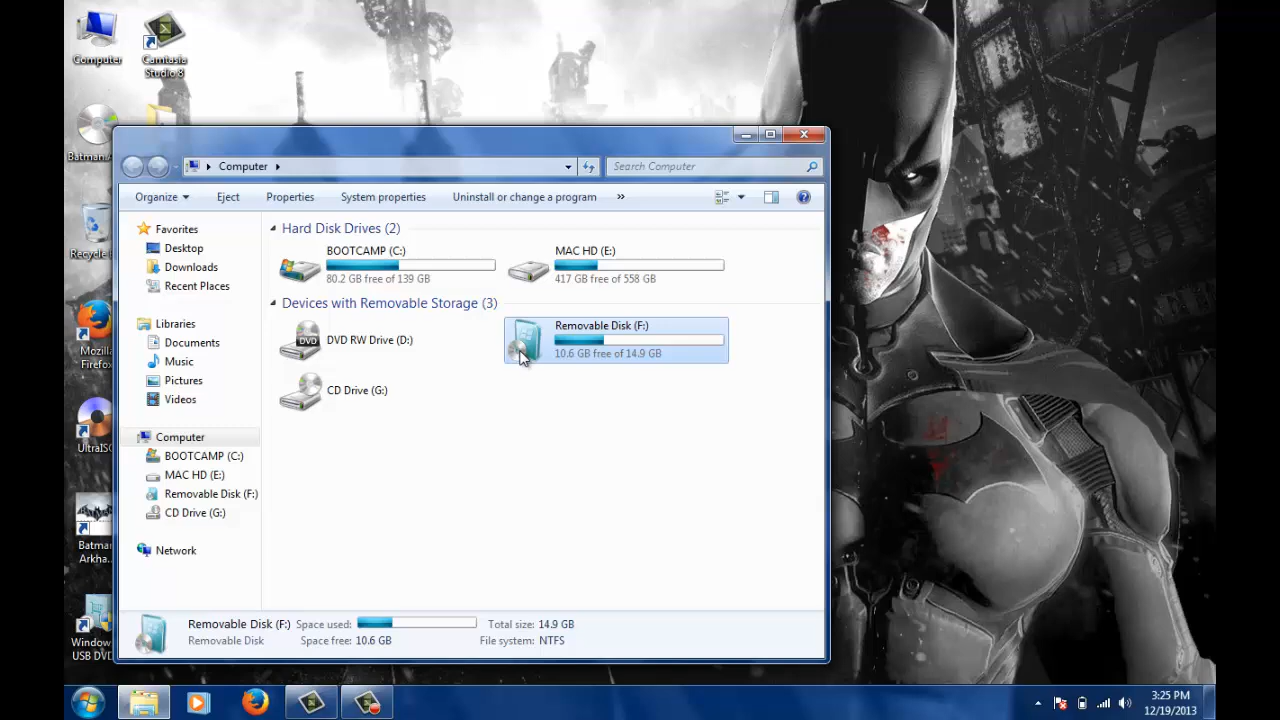 Computer
Camtasia
Studio 8
Batman
Recycle
Mozil
Firefox
UltraISO
Batman
Arkha...
Window
USB DVD
Computer
Search Computer
Organize
Eject
Properties
System properties
Uninstall or change a program
»
Favorites
Desktop
Downloads
Recent Places
Libraries
Documents
Music
Pictures
Videos
Computer
BOOTCAMP (C:)
MAC HD (E:)
Removable Disk (F:)
CD Drive (G:)
Network
Hard Disk Drives (2)
BOOTCAMP (C:)
80.2 GB free of 139 GB
MAC HD (E:)
417 GB free of 558 GB
Devices with Removable Storage (3)
DVD
DVD RW Drive (D:)
Removable Disk (F:)
10.6 GB free of 14.9 GB
CD Drive (G:)
Removable Disk (F:) Space used: Total size: 14.9 GB
Removable Disk Space free: 10.6 GB File system: NTFS
3:25 PM
12/19/2013